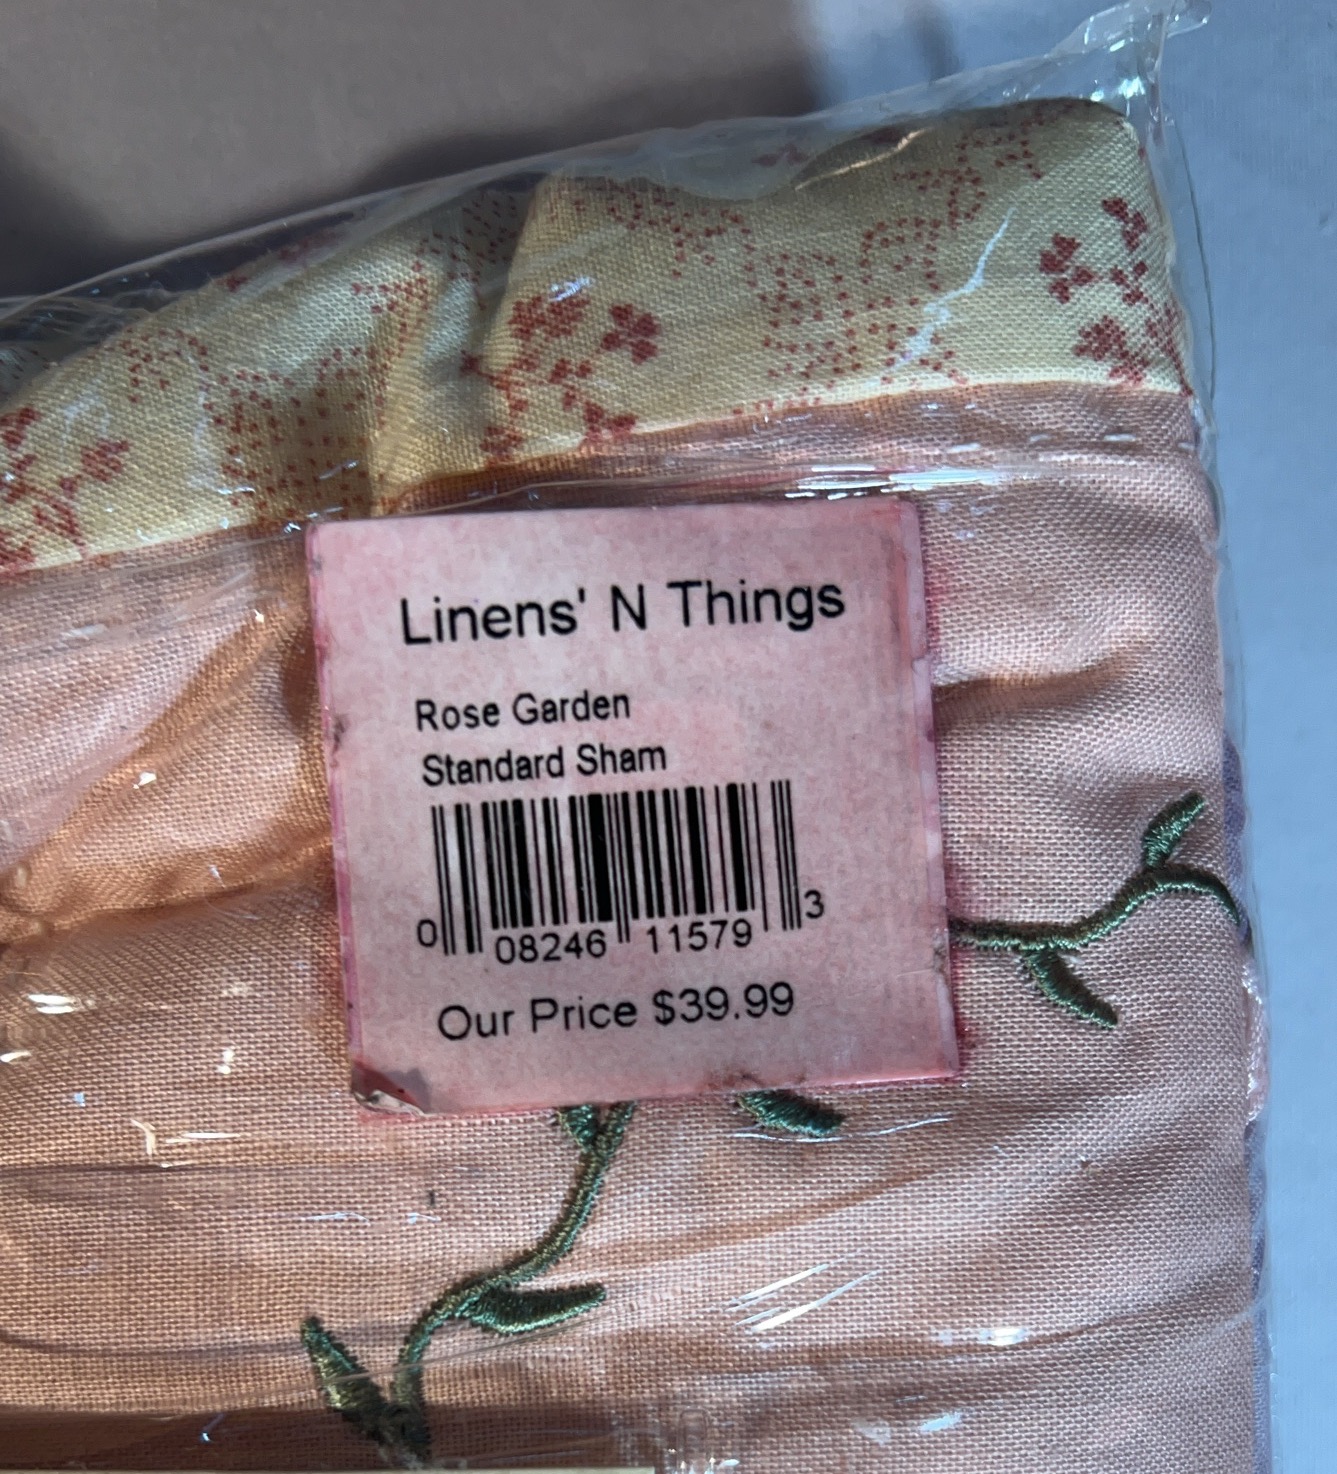 Linens' N Things
Rose Garden
Standard Sham
0 08246 11579 3
Our Price $39.99